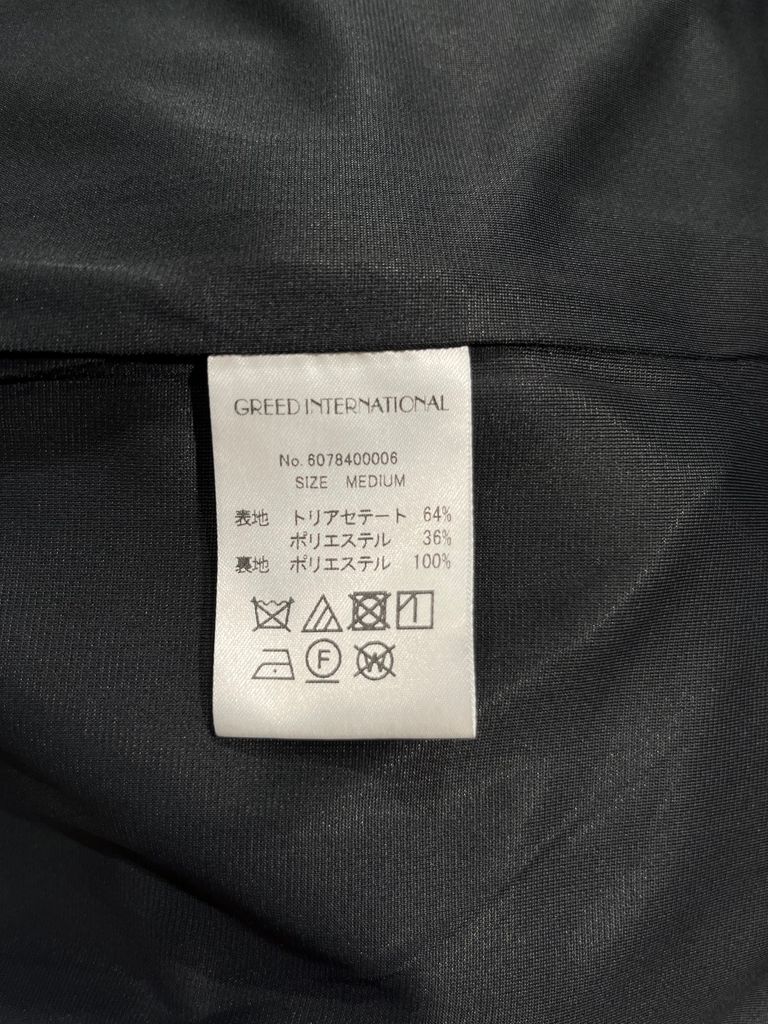 GREED INTERNATIONAL
No. 6078400006
SIZE MEDIUM
表地 トリアセテート 64%
ポリエステル 36%
裏地 ポリエステル 100%
F
W